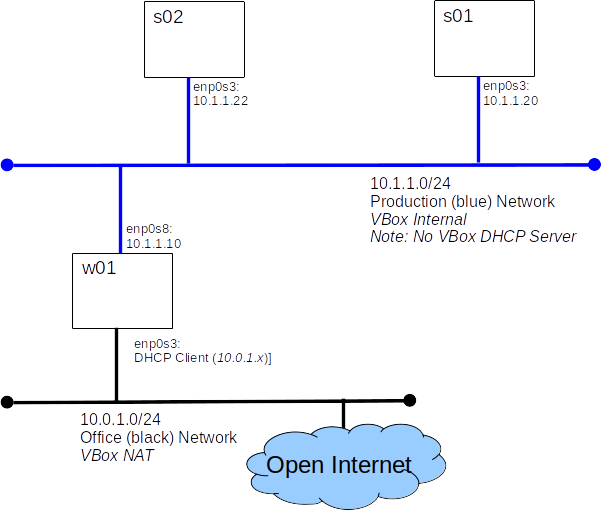 s02
s01
enp0s3:
10.1.1.22
enp0s3:
10.1.1.20
10.1.1.0/24
Production (blue) Network
VBox Internal
Note: No VBox DHCP Server
enp0s8:
10.1.1.10
w01
enp0s3:
DHCP Client (10.0.1.x)]
10.0.1.0/24
Office (black) Network
VBox NAT
Open Internet